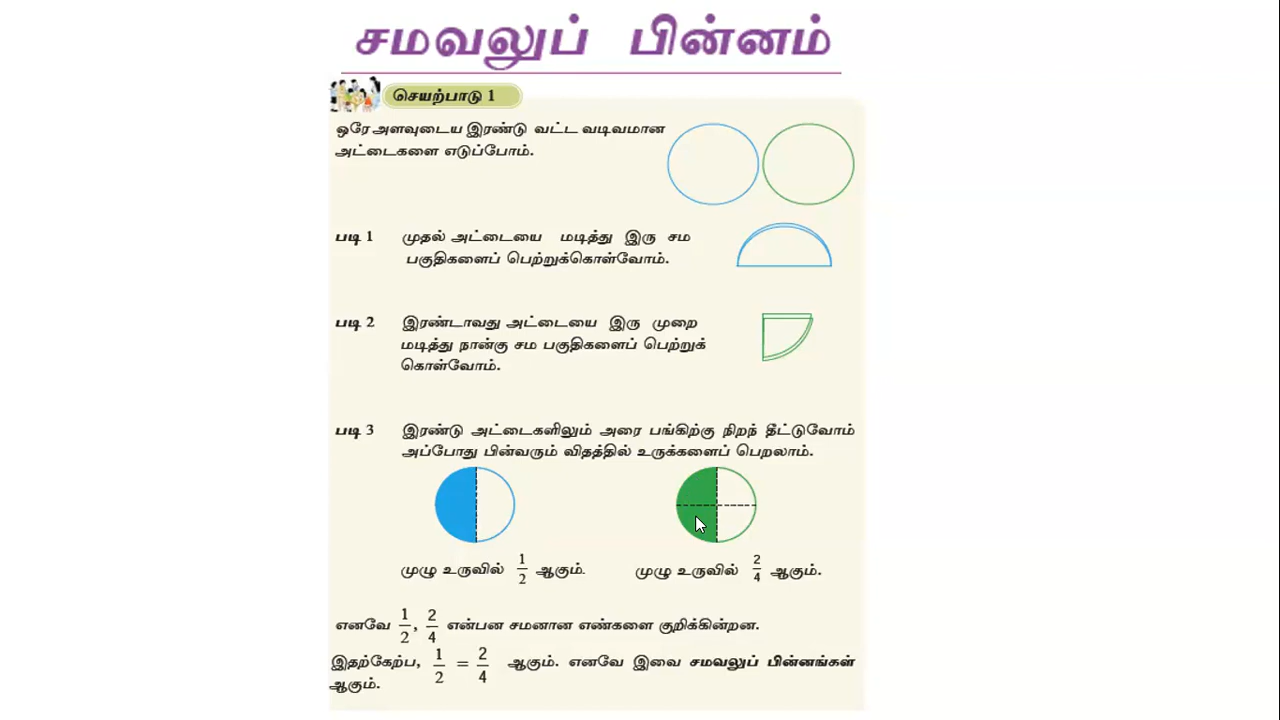 சமவலுப் பின்னம்
செயற்பாடு 1
ஒரே அளவுடைய இரண்டு வட்ட வடிவமான
அட்டைகளை எடுப்போம்.
படி 1 முதல் அட்டையை மடித்து இரு சம
பகுதிகளைப் பெற்றுக்கொள்வோம்.
படி 2 இரண்டாவது அட்டையை இரு முறை
மடித்து நான்கு சம பகுதிகளைப் பெற்றுக்
கொள்வோம்.
படி 3 இரண்டு அட்டைகளிலும் அரை பங்கிற்கு நிறந் தீட்டுவோம்
அப்போது பின்வரும் விதத்தில் உருக்களைப் பெறலாம்.
முழு உருவில் 1/2 ஆகும். முழு உருவில் 2/4 ஆகும்.
எனவே 1/2, 2/4 என்பன சமனான எண்களை குறிக்கின்றன.
இதற்கேற்ப, 1/2 = 2/4 ஆகும். எனவே இவை சமவலுப் பின்னங்கள்
ஆகும்.